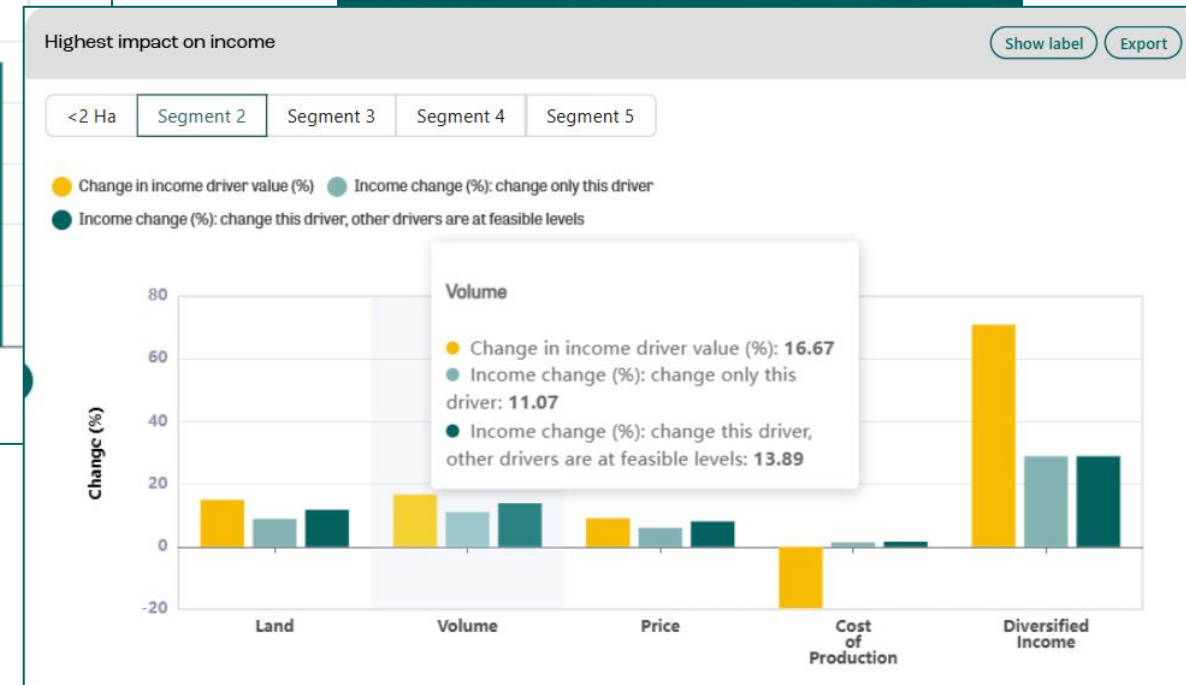 Highest impact on income
Show label
Export
<2 Ha
Segment 2
Segment 3
Segment 4
Segment 5
Change in income driver value (%)
Income change (%): change only this driver
Income change (%): change this driver, other drivers are at feasible levels
Volume
Change in income driver value (%): 16.67
Income change (%): change only this
driver: 11.07
Income change (%): change this driver,
other drivers are at feasible levels: 13.89
Change (%)
80
60
40
20
0
-20
Land
Volume
Price
Cost
of
Production
Diversified
Income